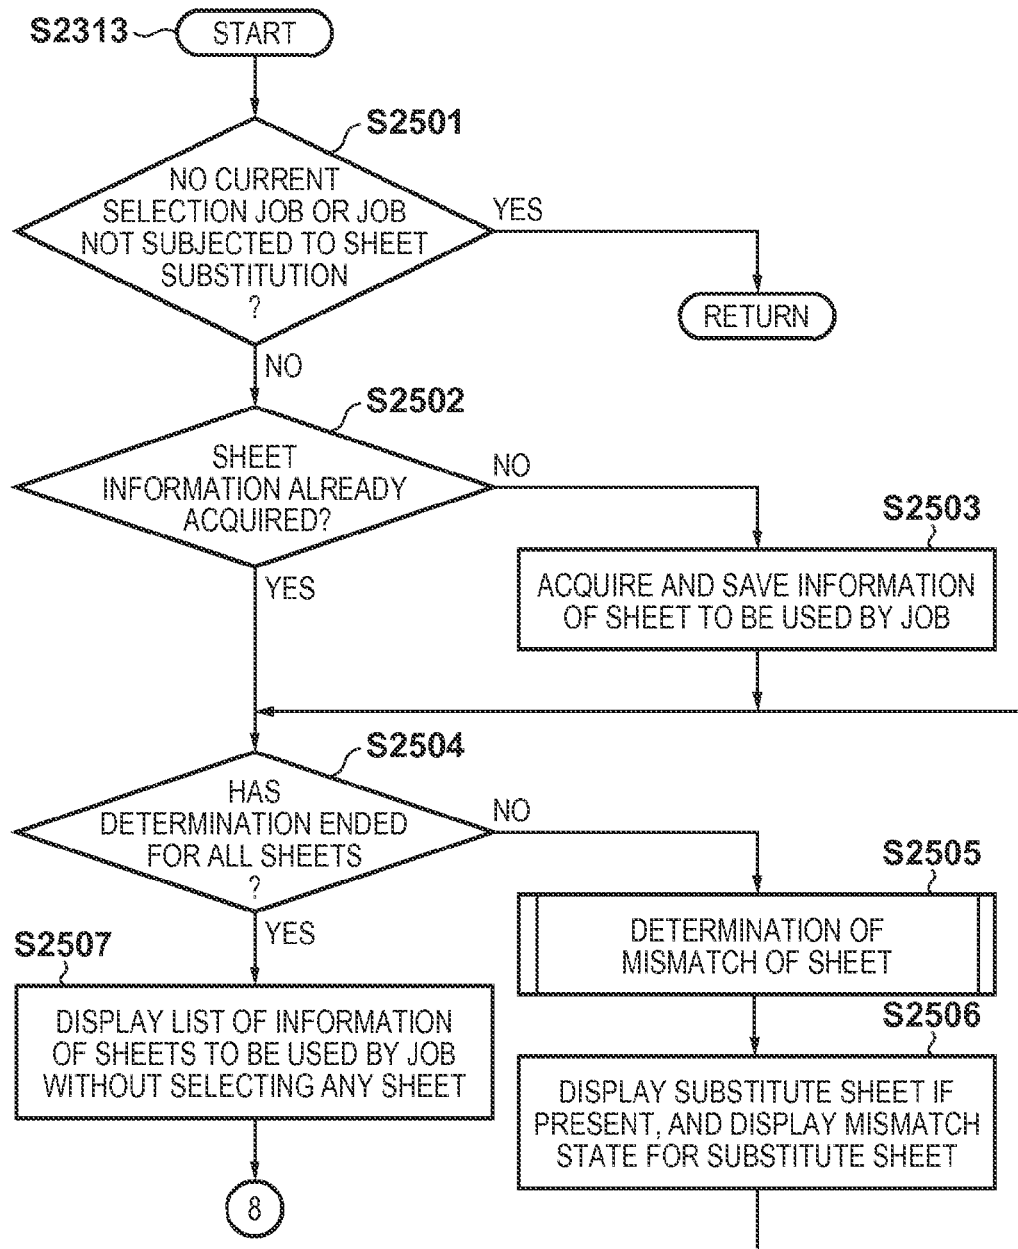 S2313
START
S2501
NO CURRENT
SELECTION JOB OR JOB
NOT SUBJECTED TO SHEET
SUBSTITUTION
?
YES
RETURN
NO
S2502
SHEET
INFORMATION ALREADY
ACQUIRED?
NO
YES
S2503
ACQUIRE AND SAVE INFORMATION
OF SHEET TO BE USED BY JOB
S2504
HAS
DETERMINATION ENDED
FOR ALL SHEETS
?
NO
YES
S2505
DETERMINATION OF
MISMATCH OF SHEET
S2506
DISPLAY SUBSTITUTE SHEET IF
PRESENT, AND DISPLAY MISMATCH
STATE FOR SUBSTITUTE SHEET
S2507
DISPLAY LIST OF INFORMATION
OF SHEETS TO BE USED BY JOB
WITHOUT SELECTING ANY SHEET
8